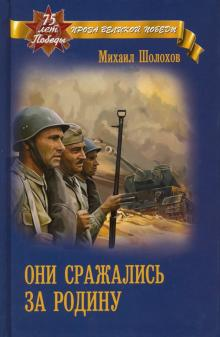 75
лет
Победы
ПРОЗА ВЕЛИКОЙ ПОБЕДЫ
Михаил Шолохов
ОНИ СРАЖАЛИСЬ
ЗА РОДИНУ